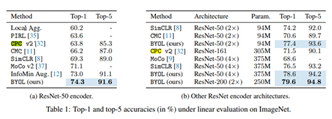 Method Top-1 Top-5
Local Agg. 60.2 -
PIRL [35] 63.6 -
CPC v2 [32] 63.8 85.3
CMC [11] 66.2 87.0
SimCLR [8] 69.3 89.0
MoCo v2 [37] 71.1 -
InfoMin Aug. [12] 73.0 91.1
BYOL (ours) 74.3 91.6
(a) ResNet-50 encoder.
Method Architecture Param. Top-1 Top-5
SimCLR [8] ResNet-50 (2×) 94M 74.2 92.0
CMC [11] ResNet-50 (2×) 94M 70.6 89.7
BYOL (ours) ResNet-50 (2×) 94M 77.4 93.6
CPC v2 [32] ResNet-161 305M 71.5 90.1
MoCo [9] ResNet-50 (4×) 375M 68.6 -
SimCLR [8] ResNet-50 (4×) 375M 76.5 93.2
BYOL (ours) ResNet-50 (4×) 375M 78.6 94.2
BYOL (ours) ResNet-200 (2×) 250M 79.6 94.8
(b) Other ResNet encoder architectures.
Table 1: Top-1 and top-5 accuracies (in %) under linear evaluation on ImageNet.